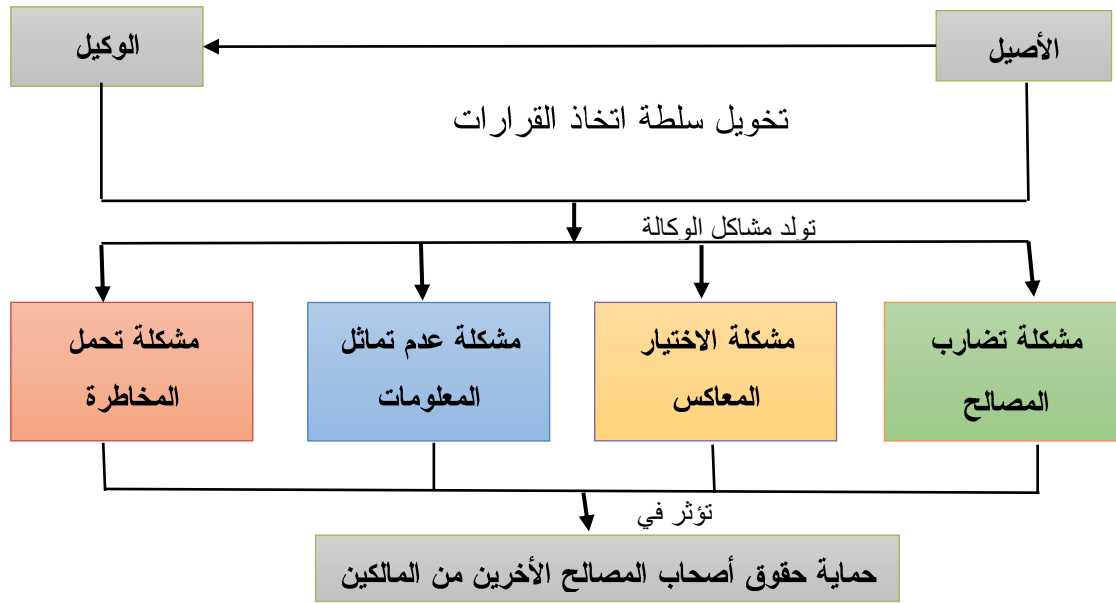 الأصيل
الوكيل
تخويل سلطة اتخاذ القرارات
تولد مشاكل الوكالة
مشكلة تضارب
المصالح
مشكلة الاختيار
المعاكس
مشكلة عدم تماثل
المعلومات
مشكلة تحمل
المخاطرة
تؤثر في
حماية حقوق أصحاب المصالح الأخرين من المالكين